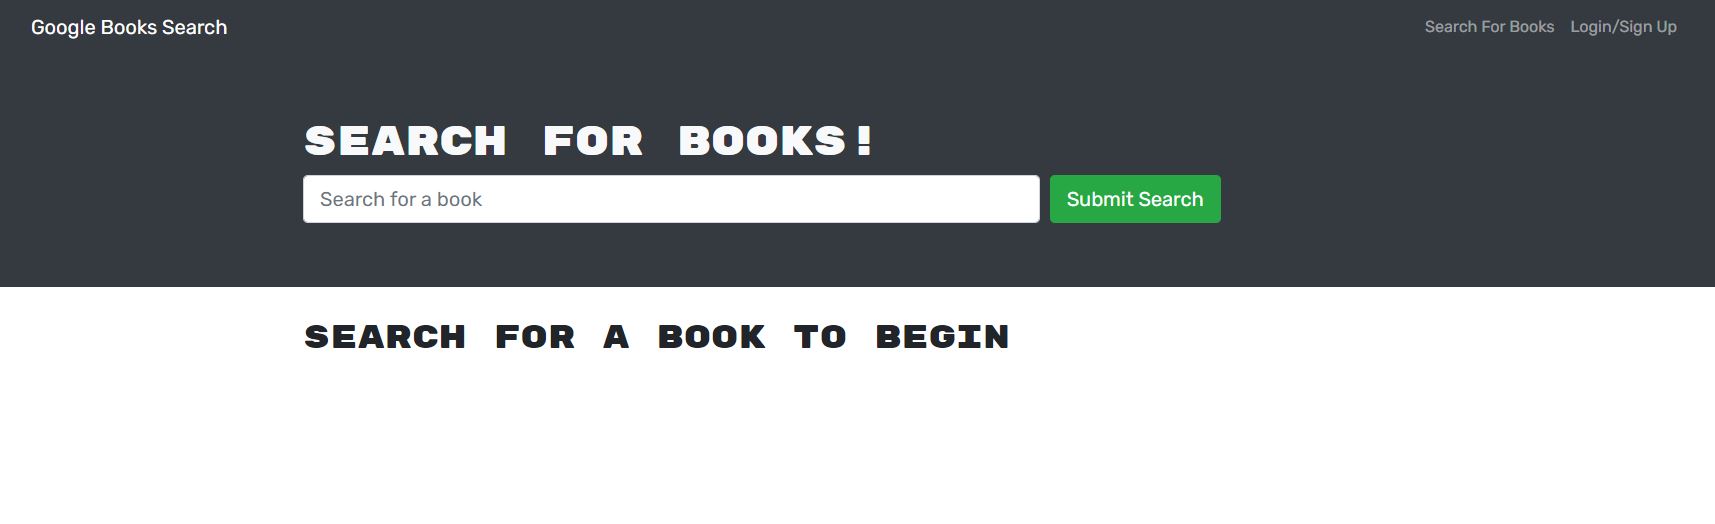 Google Books Search
Search For Books
Login/Sign Up
SEARCH FOR BOOKS!
Search for a book
Submit Search
SEARCH FOR A BOOK TO BEGIN